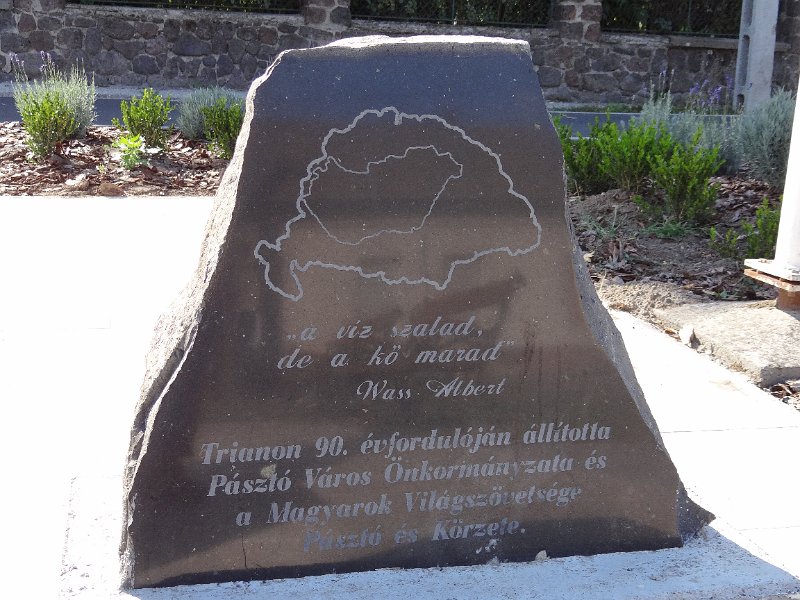 „a víz szalad,
de a kő marad”
Wass Albert
Trianon 90. évfordulóján állította
Pászló Város Önkormányzata és
a Magyarok Világszövetsége
Pásztó és Körzete.